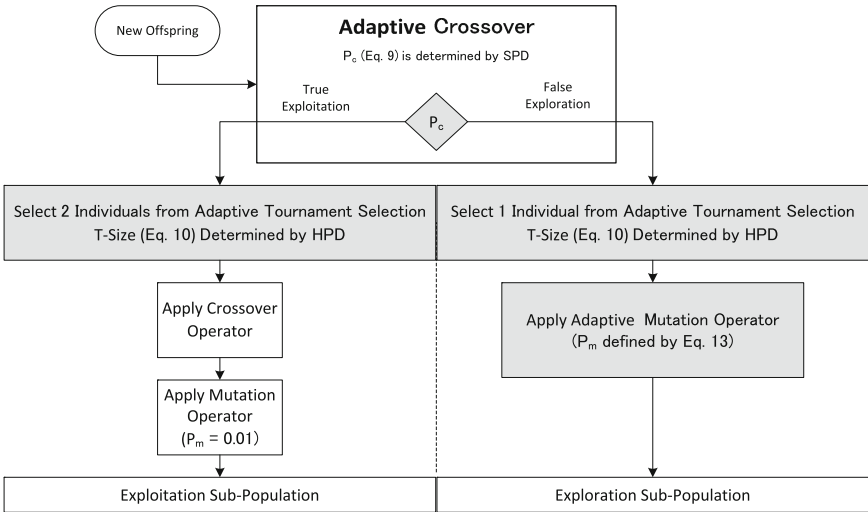 New Offspring
Adaptive Crossover
Pc (Eq. 9) is determined by SPD
True
Exploitation
False
Exploration
Pc
Select 2 Individuals from Adaptive Tournament Selection
T-Size (Eq. 10) Determined by HPD
Select 1 Individual from Adaptive Tournament Selection
T-Size (Eq. 10) Determined by HPD
Apply Crossover
Operator
Apply Mutation
Operator
(Pm = 0.01)
Apply Adaptive Mutation Operator
(Pm defined by Eq. 13)
Exploitation Sub-Population
Exploration Sub-Population